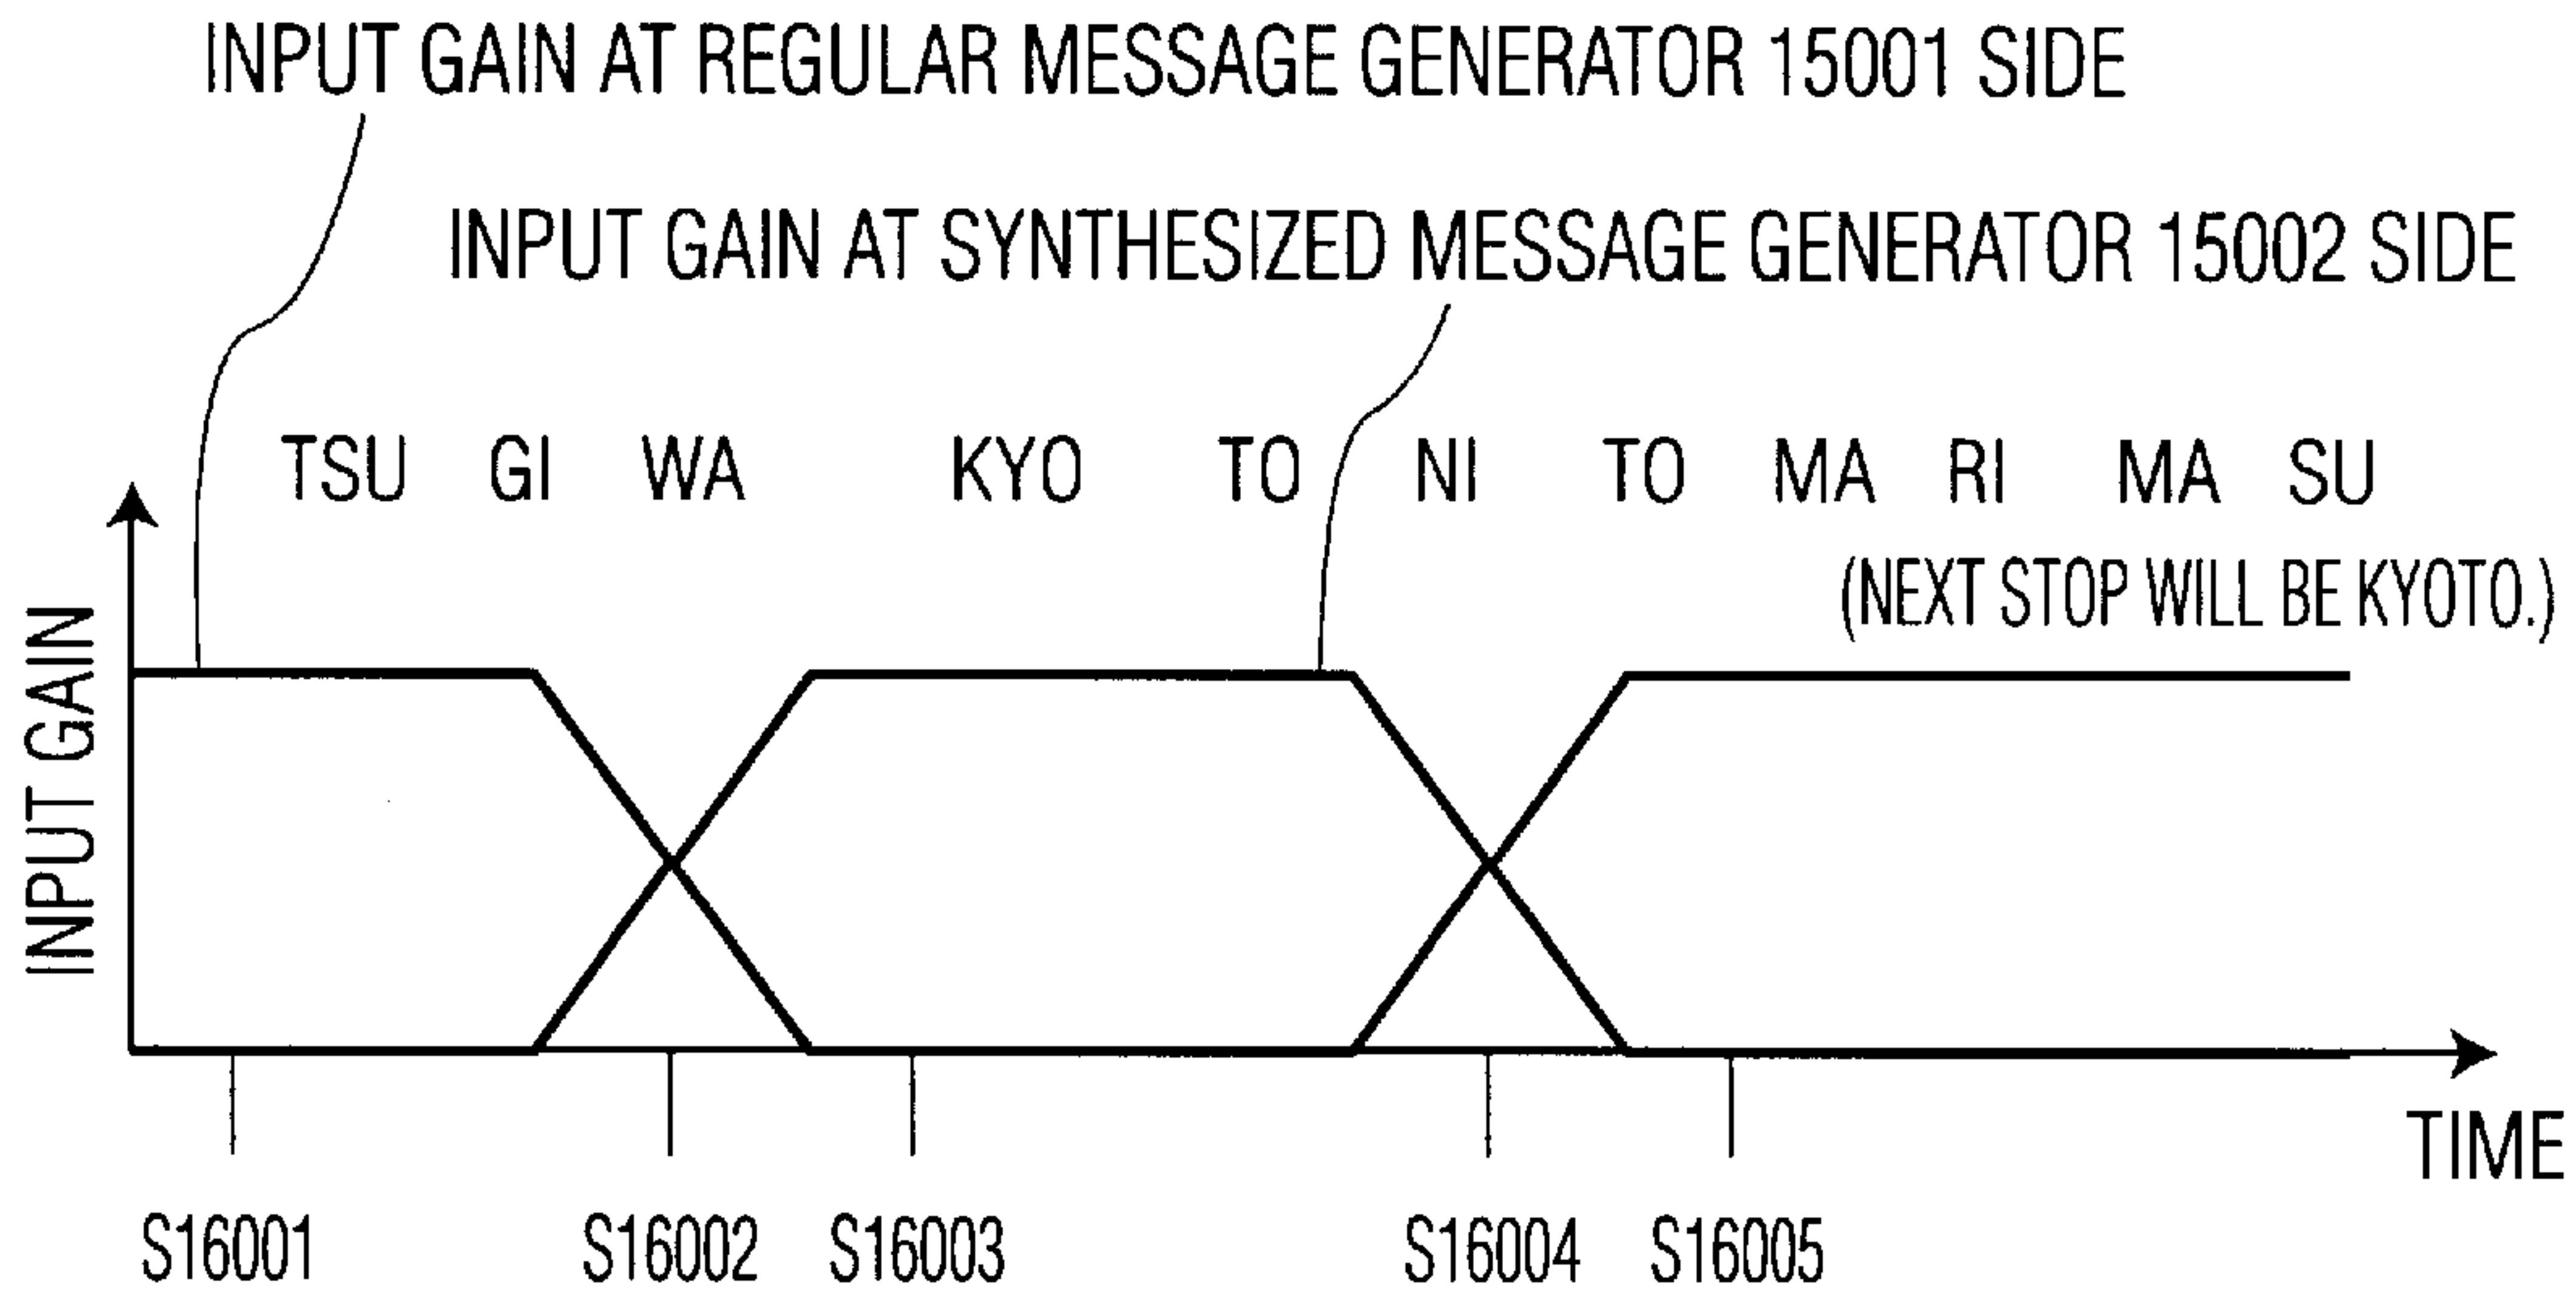 INPUT GAIN AT REGULAR MESSAGE GENERATOR 15001 SIDE
INPUT GAIN AT SYNTHESIZED MESSAGE GENERATOR 15002 SIDE
TSU GI WA KYO TO NI TO MA RI MA SU
(NEXT STOP WILL BE KYOTO.)
INPUT GAIN
TIME
S16001 S16002 S16003 S16004 S16005